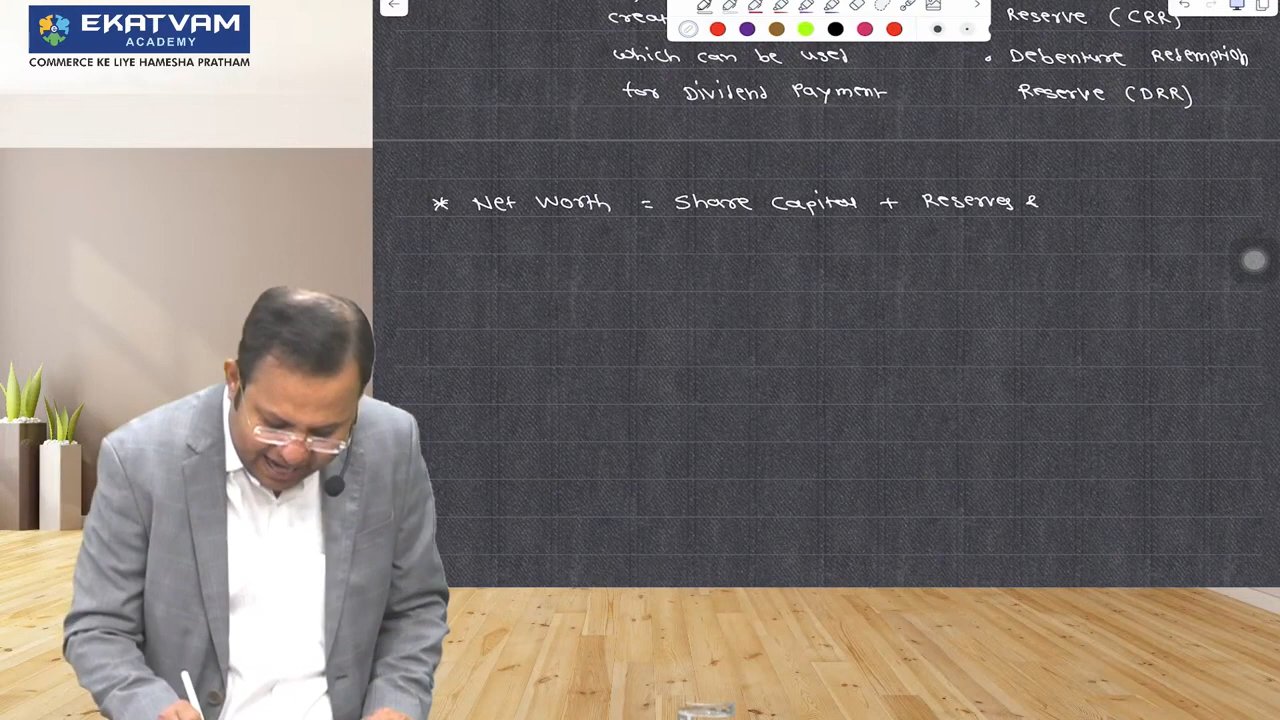 EKATVAM
ACADEMY
COMMERCE KE LIYE HAMESHA PRATHAM
which can be used
for Dividend Payment
Reserve (CRR)
• Debenture Redemption
Reserve (DRR)
* Net Worth = Share Capital + Reserves &